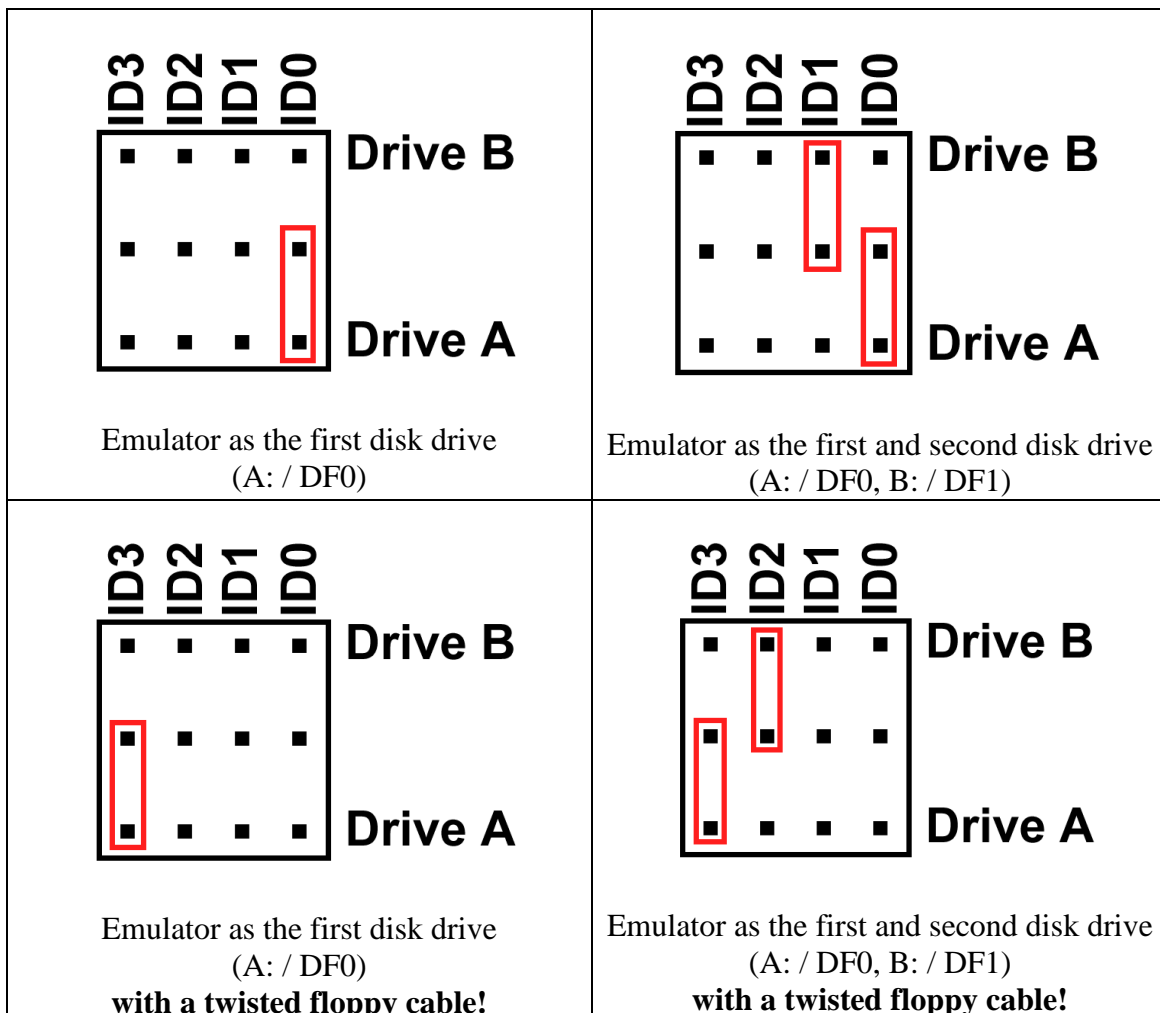 ID3 ID2 ID1 ID0
Drive B
Drive A
Emulator as the first disk drive
(A: / DF0)
ID3 ID2 ID1 ID0
Drive B
Drive A
Emulator as the first and second disk drive
(A: / DF0, B: / DF1)
ID3 ID2 ID1 ID0
Drive B
Drive A
Emulator as the first disk drive
(A: / DF0)
with a twisted floppy cable!
ID3 ID2 ID1 ID0
Drive B
Drive A
Emulator as the first and second disk drive
(A: / DF0, B: / DF1)
with a twisted floppy cable!